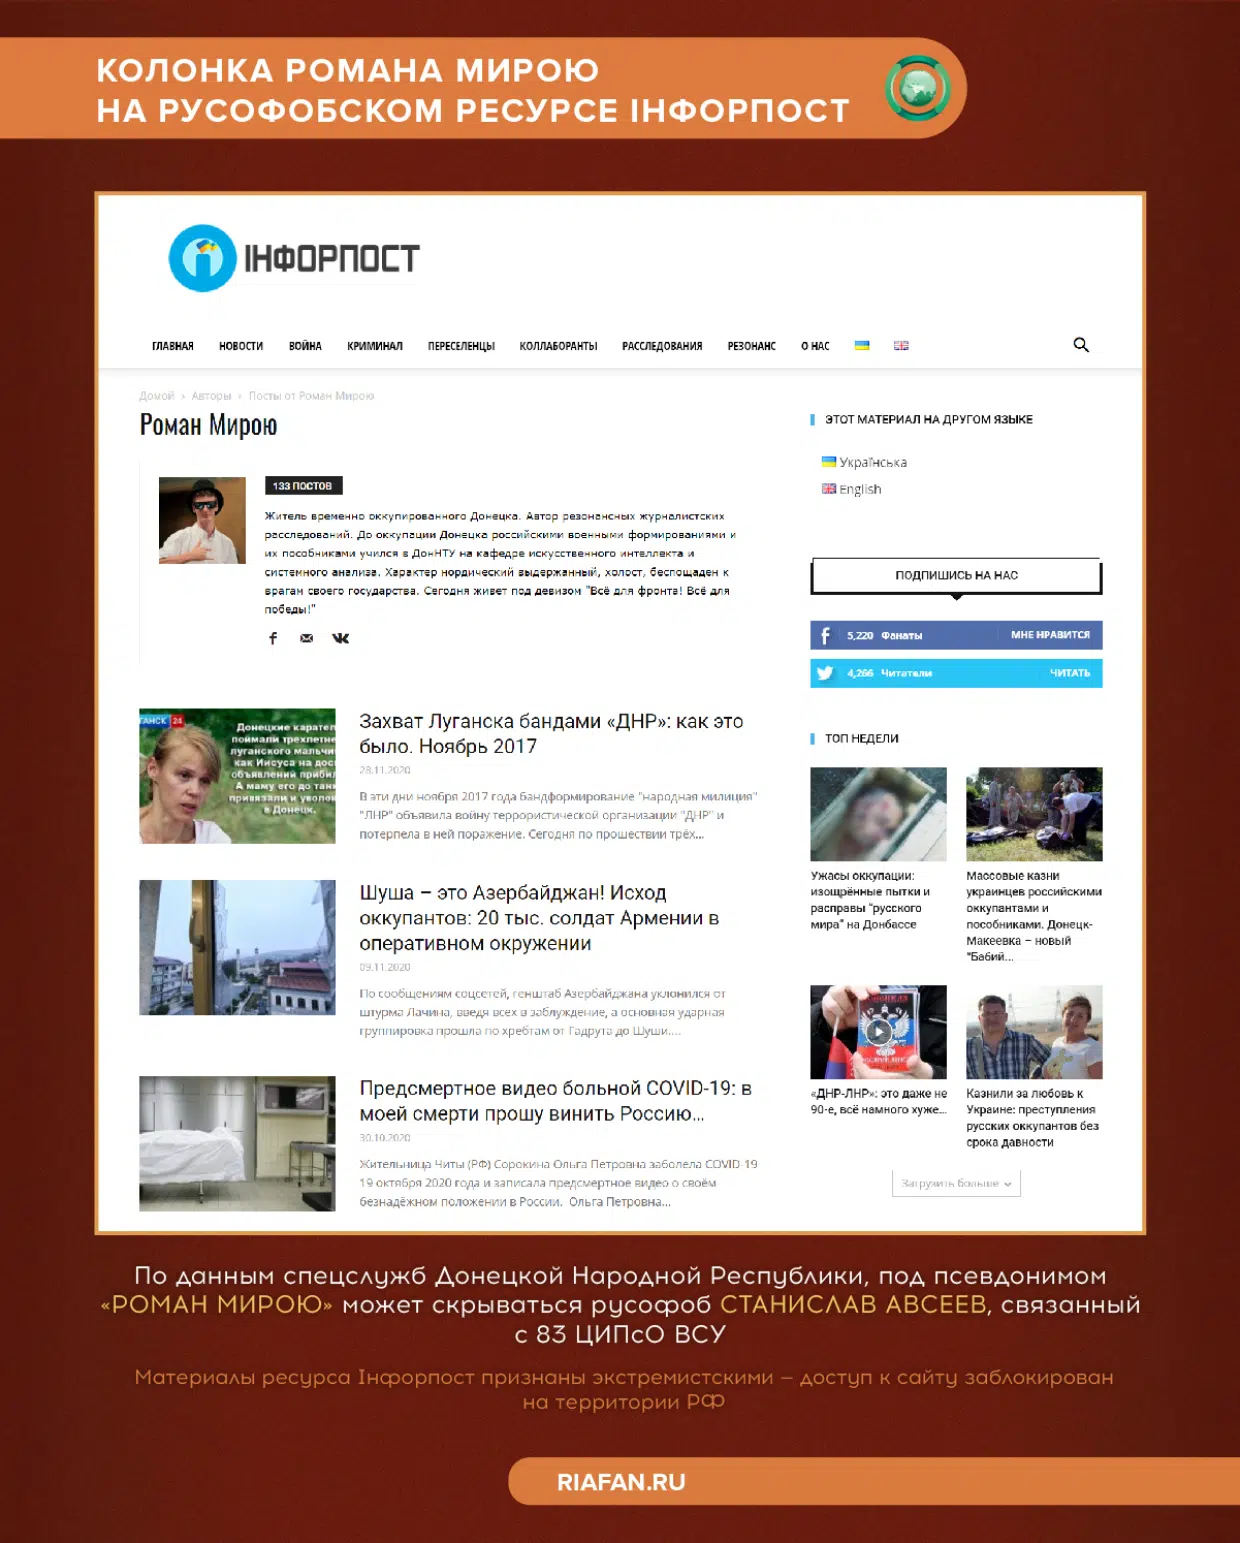 КОЛОНКА РОМАНА МИРОЮ
НА РУСОФОБСКОМ РЕСУРСЕ ІНФОРПОСТ
ІНФОРПОСТ
ГЛАВНАЯ НОВОСТИ ВОЙНА КРИМИНАЛ ПЕРЕСЕЛЕНЦЫ КОЛЛАБОРАНТЫ РАССЛЕДОВАНИЯ РЕЗОНАНС О НАС
Домой › Авторы › Посты от Роман Мирою
Роман Мирою
133 ПОСТОВ
Житель временно оккупированного Донецка. Автор резонансных журналистских
расследований. До оккупации Донецка российскими военными формированиями и
их пособниками учился в ДонНТУ на кафедре искусственного интеллекта и
системного анализа. Характер нордический выдержанный, холост, беспощаден к
врагам своего государства. Сегодня живет под девизом "Всё для фронта! Всё для
победы!"
ГАНСК 24
Донецкие карател
поймали трехлетне
луганского мальчи
как Иисуса на дос
объявлений прибил
А маму его до тан
привязали и уволок
в Донецк.
Захват Луганска бандами «ДНР»: как это
было. Ноябрь 2017
28.11.2020
В эти дни ноября 2017 года бандформирование "народная милиция"
"ЛНР" объявила войну террористической организации "ДНР" и
потерпела в ней поражение. Сегодня по прошествии трёх...
Шуша – это Азербайджан! Исход
оккупантов: 20 тыс. солдат Армении в
оперативном окружении
09.11.2020
По сообщениям соцсетей, генштаб Азербайджана уклонился от
штурма Лачина, введя всех в заблуждение, а основная ударная
группировка прошла по хребтам от Гадрута до Шуши....
Предсмертное видео больной COVID-19: в
моей смерти прошу винить Россию...
30.10.2020
Жительница Читы (РФ) Сорокина Ольга Петровна заболела COVID-19
19 октября 2020 года и записала предсмертное видео о своём
безнадёжном положении в России. Ольга Петровна...
ЭТОТ МАТЕРИАЛ НА ДРУГОМ ЯЗЫКЕ
Українська
English
ПОДПИШИСЬ НА НАС
5,220 Фанаты МНЕ НРАВИТСЯ
4,266 Читатели ЧИТАТЬ
ТОП НЕДЕЛИ
Ужасы оккупации:
изощрённые пытки и
расправы "русского
мира" на Донбассе
Массовые казни
украинцев российскими
оккупантами и
пособниками. Донецк-
Макеевка – новый
"Бабий...
«ДНР-ЛНР»: это даже не
90-е, всё намного хуже...
Казнили за любовь к
Украине: преступления
русских оккупантов без
срока давности
Загрузить больше
По данным спецслужб Донецкой Народной Республики, под псевдонимом
«РОМАН МИРОЮ» может скрываться русофоб СТАНИСЛАВ АВСЕЕВ, связанный
с 83 ЦИПсО ВСУ
Материалы ресурса Інфорпост признаны экстремистскими – доступ к сайту заблокирован
на территории РФ
RIAFAN.RU